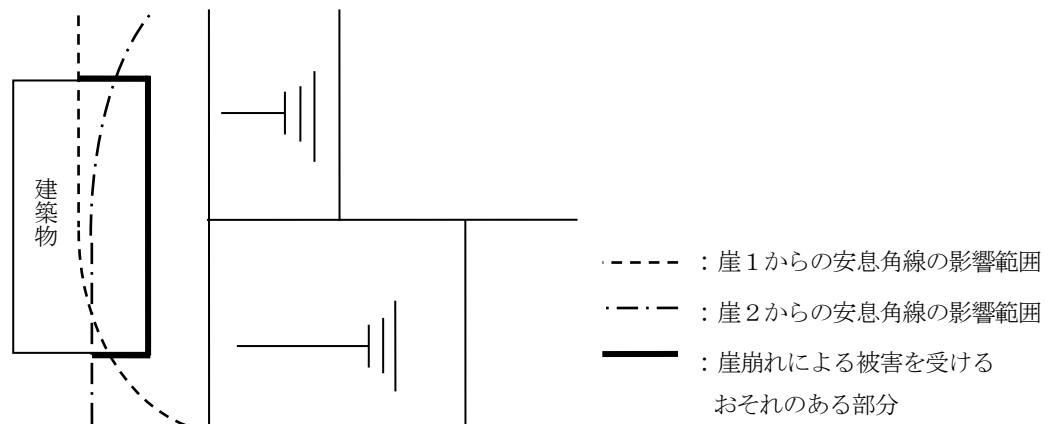 建築物
：崖１からの安息角線の影響範囲
：崖２からの安息角線の影響範囲
：崖崩れによる被害を受ける
おそれのある部分